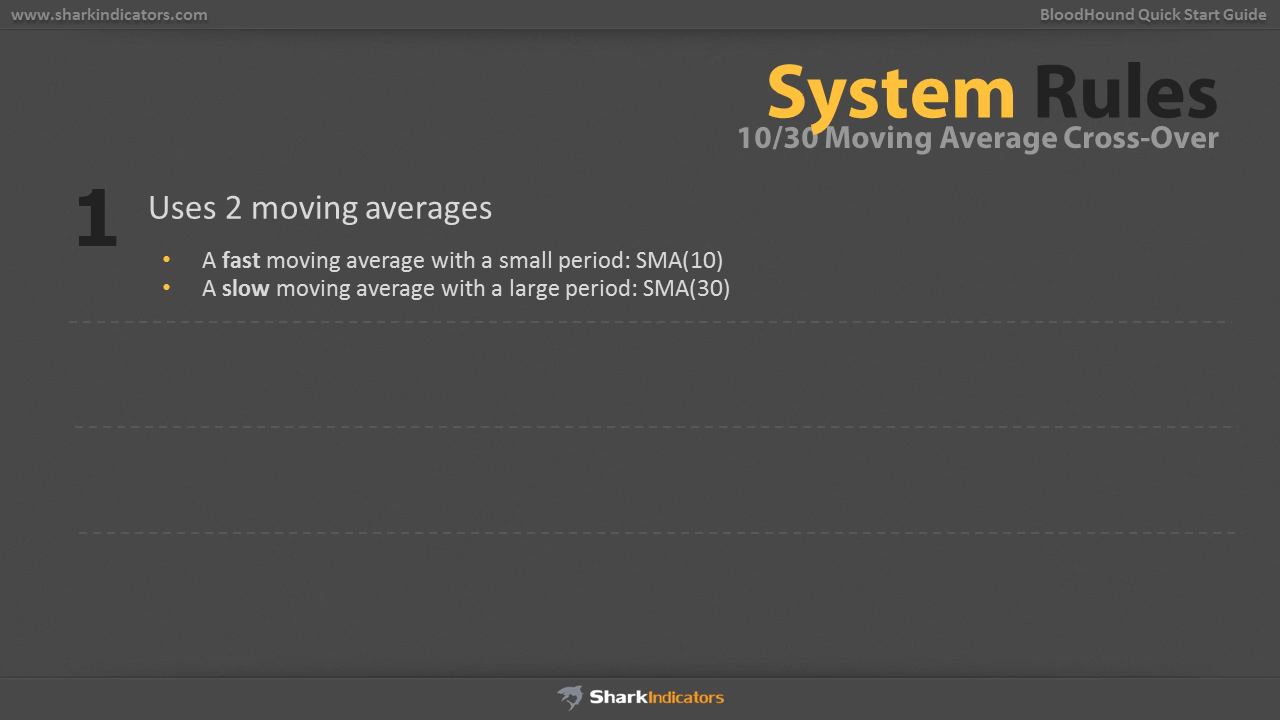 www.sharkindicators.com
BloodHound Quick Start Guide
System Rules
10/30 Moving Average Cross-Over
1
Uses 2 moving averages
• A fast moving average with a small period: SMA(10)
• A slow moving average with a large period: SMA(30)
SharkIndicators